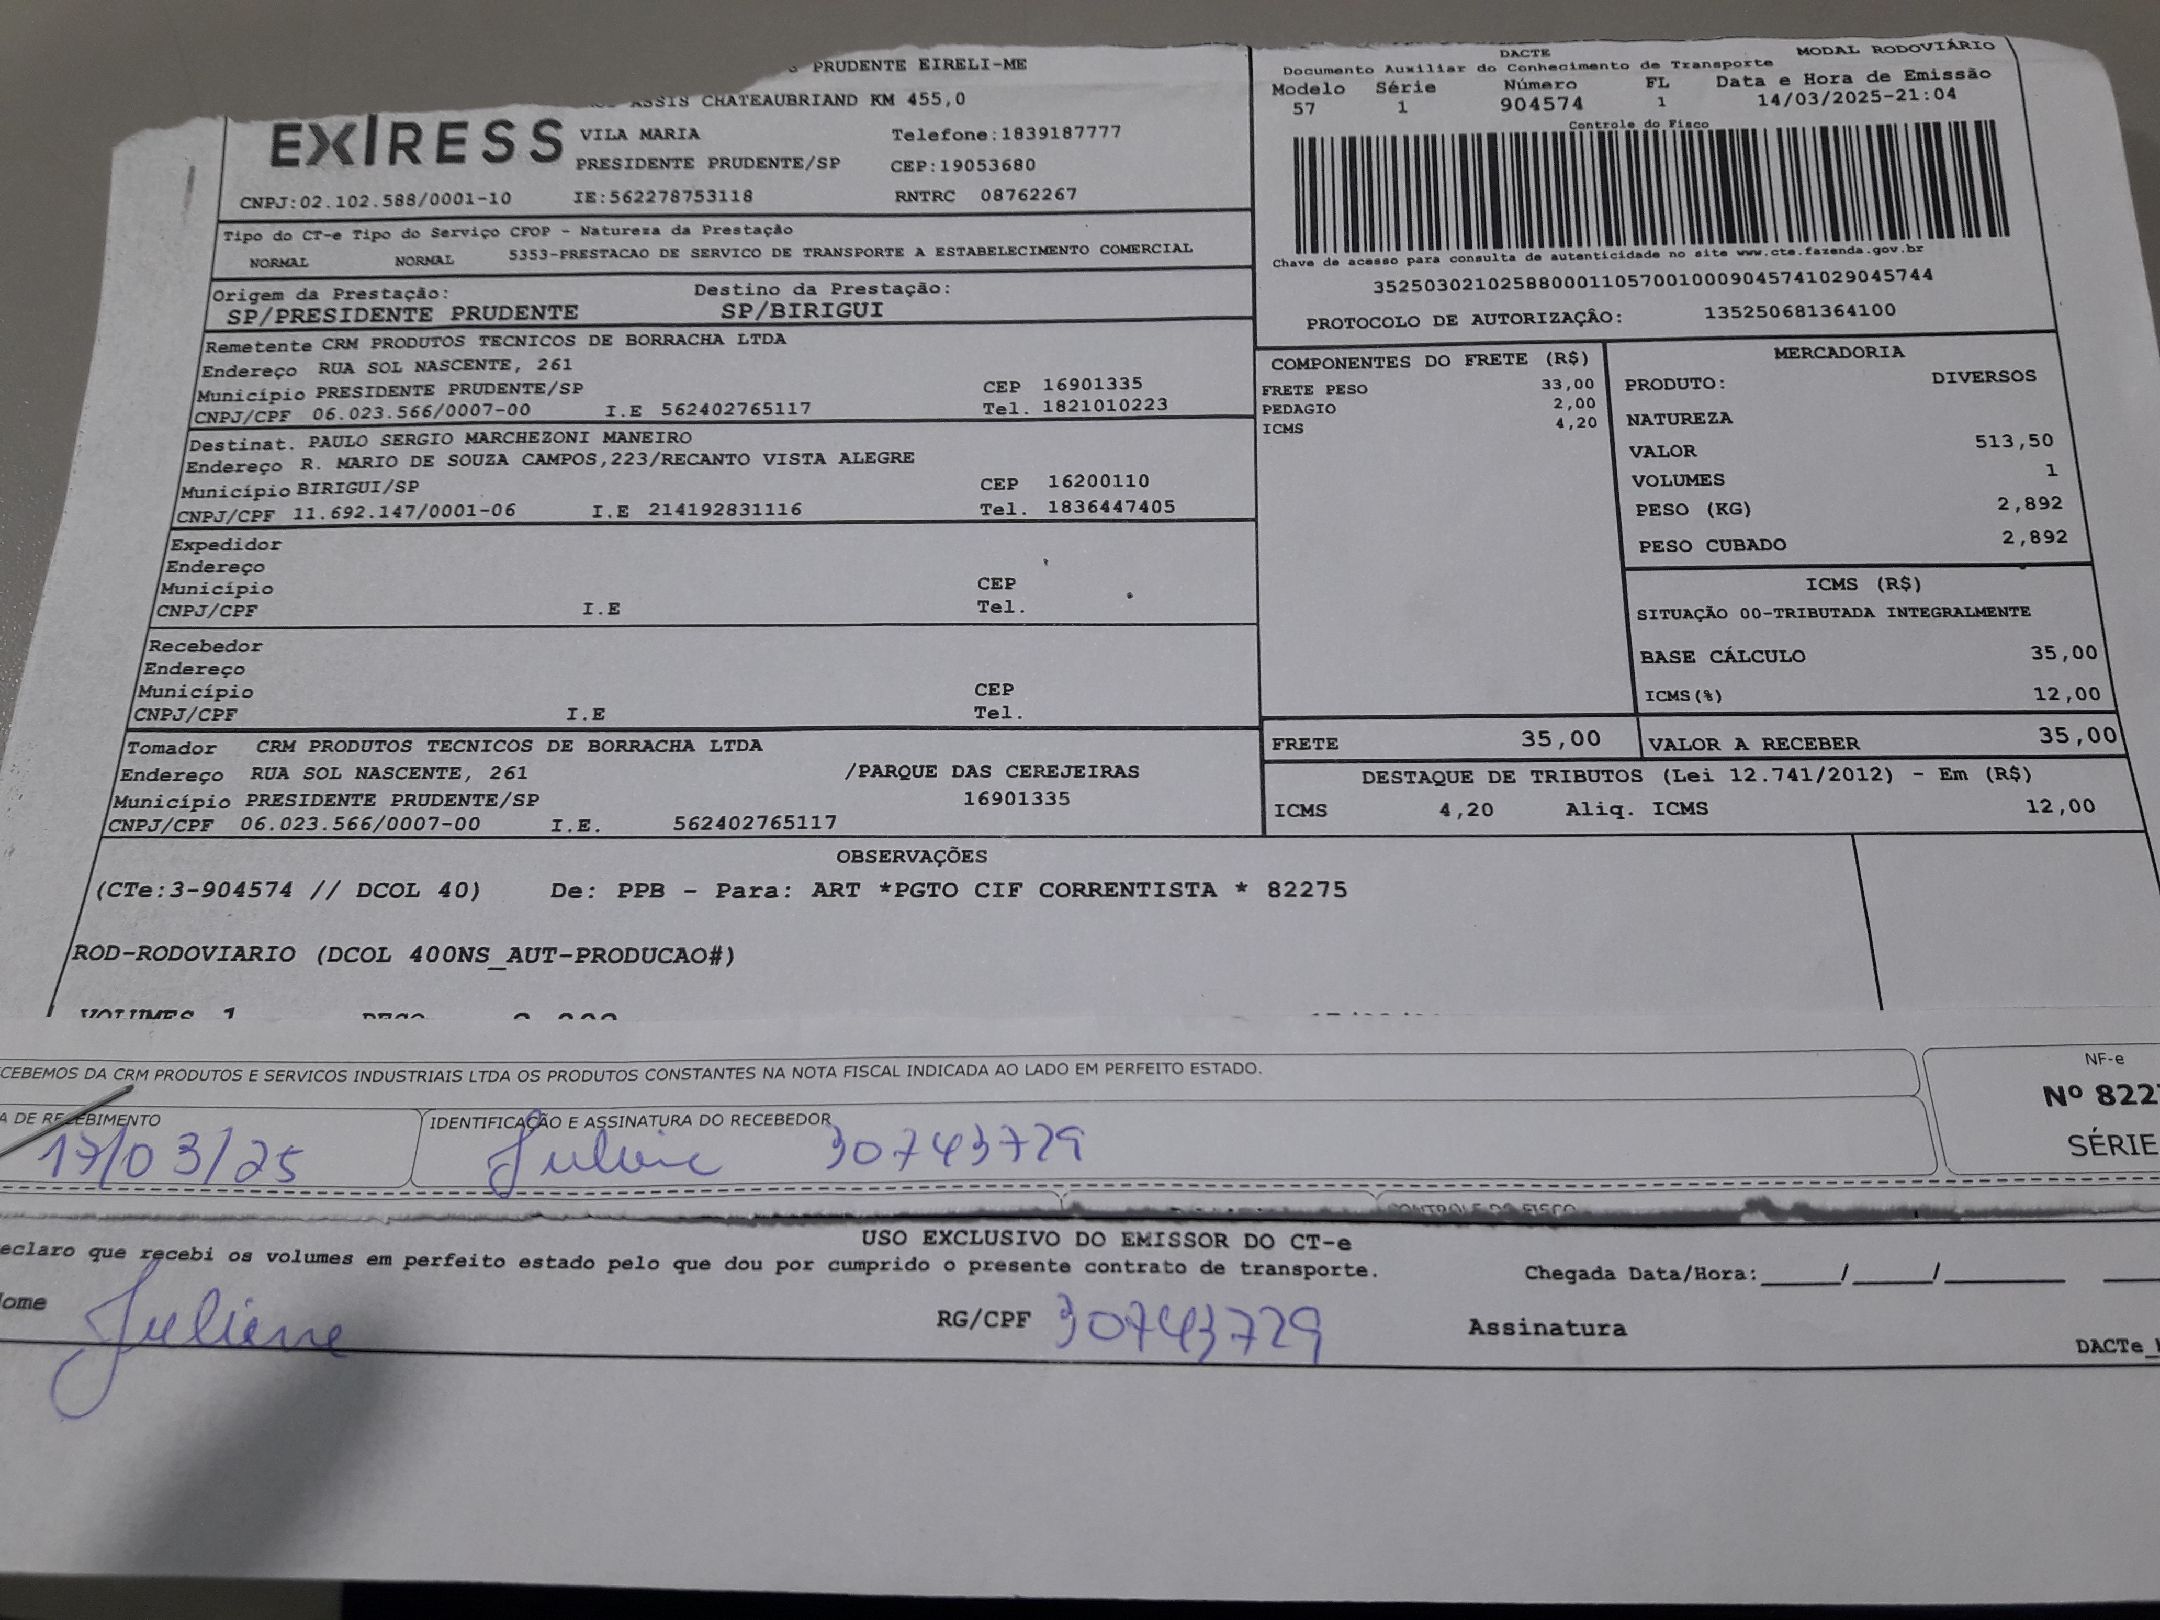 PRUDENTE EIRELI-ME
ASSIS CHATEAUBRIAND KM 455,0
EXIRESS
VILA MARIA Telefone:1839187777
PRESIDENTE PRUDENTE/SP CEP:19053680
CNPJ:02.102.588/0001-10 IE:562278753118 RNTRC 08762267
DACTE MODAL RODOVIÁRIO
Documento Auxiliar do Conhecimento de Transporte
Modelo Série Número FL Data e Hora de Emissão
57 1 904574 1 14/03/2025-21:04
Controle do Fisco
Chave de acesso para consulta de autenticidade no site www.cte.fazenda.gov.br
35250302102588000110570010009045741029045744
PROTOCOLO DE AUTORIZAÇÂO: 135250681364100
Tipo do CT-e Tipo do Serviço CFOP - Natureza da Prestação
NORMAL NORMAL 5353-PRESTACAO DE SERVICO DE TRANSPORTE A ESTABELECIMENTO COMERCIAL
Origem da Prestação: Destino da Prestação:
SP/PRESIDENTE PRUDENTE SP/BIRIGUI
Remetente CRM PRODUTOS TECNICOS DE BORRACHA LTDA
Endereço RUA SOL NASCENTE, 261
Município PRESIDENTE PRUDENTE/SP CEP 16901335
CNPJ/CPF 06.023.566/0007-00 I.E 562402765117 Tel. 1821010223
Destinat. PAULO SERGIO MARCHEZONI MANEIRO
Endereço R. MARIO DE SOUZA CAMPOS,223/RECANTO VISTA ALEGRE
Município BIRIGUI/SP CEP 16200110
CNPJ/CPF 11.692.147/0001-06 I.E 214192831116 Tel. 1836447405
Expedidor
Endereço
Município CEP
CNPJ/CPF I.E Tel.
Recebedor
Endereço
Município CEP
CNPJ/CPF I.E Tel.
Tomador CRM PRODUTOS TECNICOS DE BORRACHA LTDA
Endereço RUA SOL NASCENTE, 261 /PARQUE DAS CEREJEIRAS
Município PRESIDENTE PRUDENTE/SP 16901335
CNPJ/CPF 06.023.566/0007-00 I.E. 562402765117
COMPONENTES DO FRETE (R$)
FRETE PESO 33,00
PEDAGIO 2,00
ICMS 4,20
MERCADORIA
PRODUTO: DIVERSOS
NATUREZA
VALOR 513,50
VOLUMES 1
PESO (KG) 2,892
PESO CUBADO 2,892
ICMS (R$)
SITUAÇÃO 00-TRIBUTADA INTEGRALMENTE
BASE CÁLCULO 35,00
ICMS(%) 12,00
FRETE 35,00 VALOR A RECEBER 35,00
DESTAQUE DE TRIBUTOS (Lei 12.741/2012) - Em (R$)
ICMS 4,20 Aliq. ICMS 12,00
OBSERVAÇÕES
(CTe:3-904574 // DCOL 40) De: PPB - Para: ART *PGTO CIF CORRENTISTA * 82275
ROD-RODOVIARIO (DCOL 400NS_AUT-PRODUCAO#)
VOLUMES 1
CEBEMOS DA CRM PRODUTOS E SERVICOS INDUSTRIAIS LTDA OS PRODUTOS CONSTANTES NA NOTA FISCAL INDICADA AO LADO EM PERFEITO ESTADO.
A DE RECEBIMENTO IDENTIFICAÇÃO E ASSINATURA DO RECEBEDOR
17/03/25 Juliene 30743729
NF-e
Nº 822
SÉRIE
CONTROLE DO FISCO
USO EXCLUSIVO DO EMISSOR DO CT-e
eclaro que recebi os volumes em perfeito estado pelo que dou por cumprido o presente contrato de transporte. Chegada Data/Hora:_____/_____/_______
ome Juliene RG/CPF 30743729 Assinatura
DACTe_